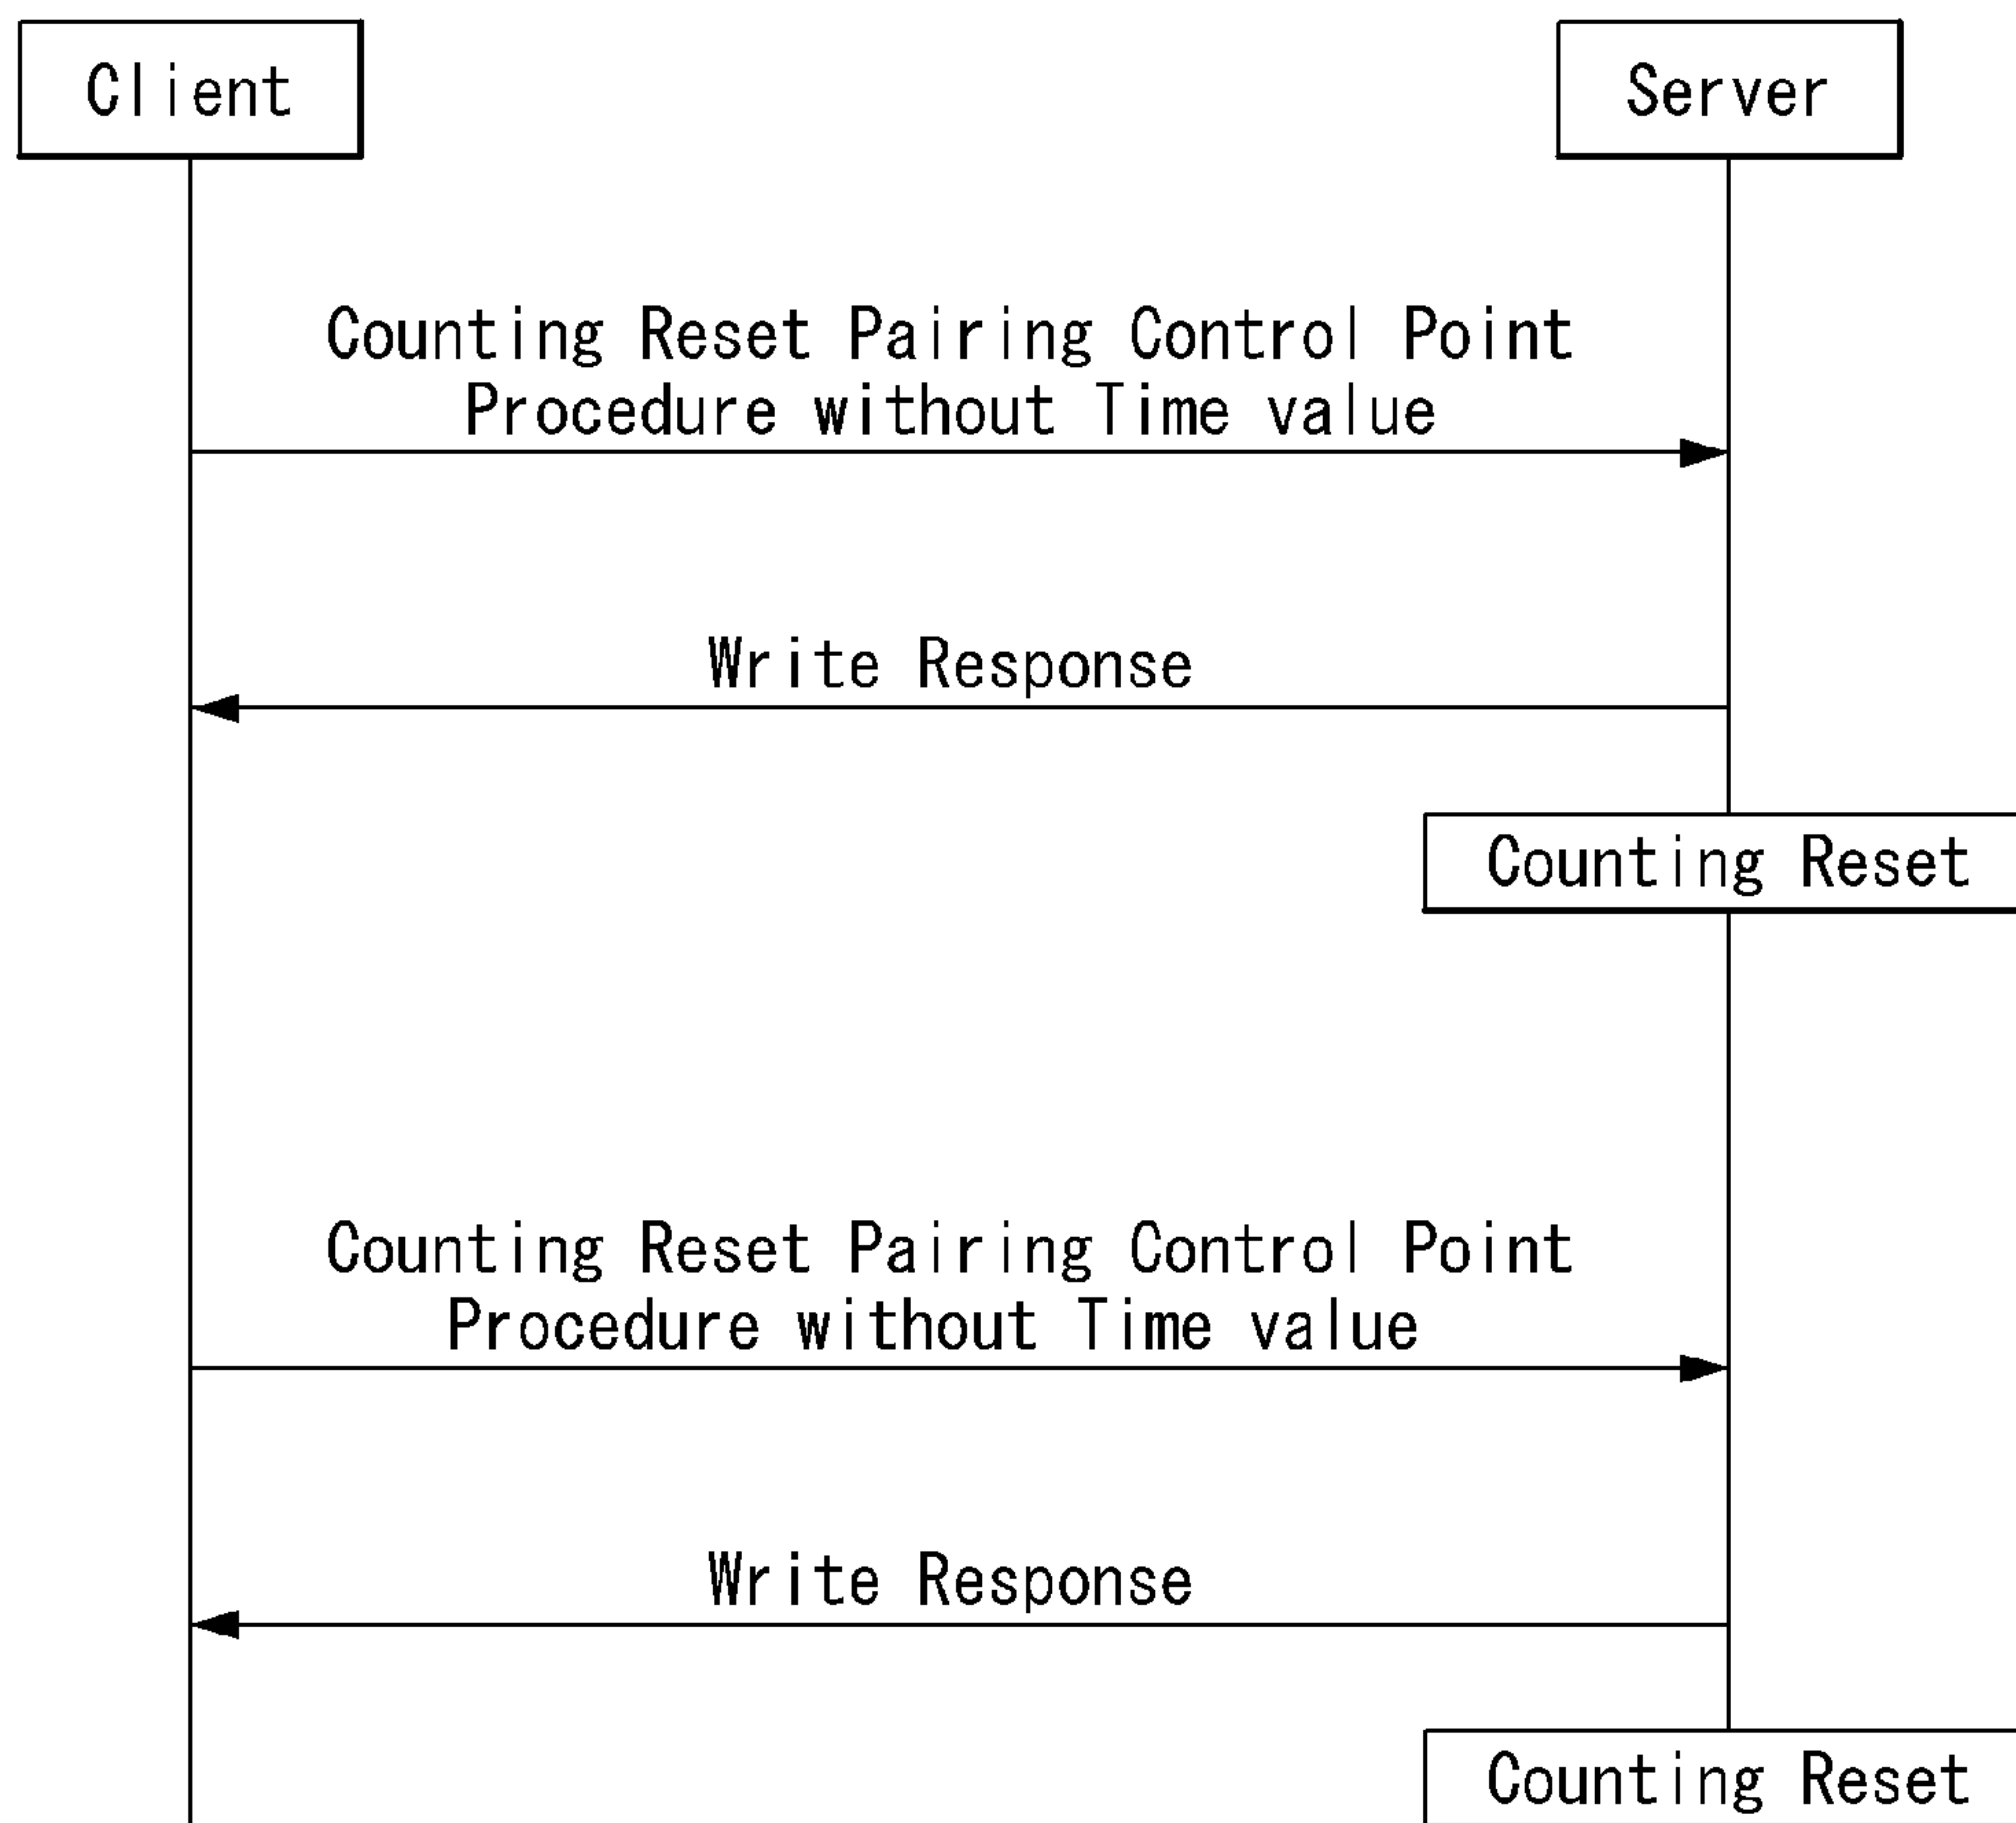 Client
Server
Counting Reset Pairing Control Point
Procedure without Time value
Write Response
Counting Reset
Counting Reset Pairing Control Point
Procedure without Time value
Write Response
Counting Reset